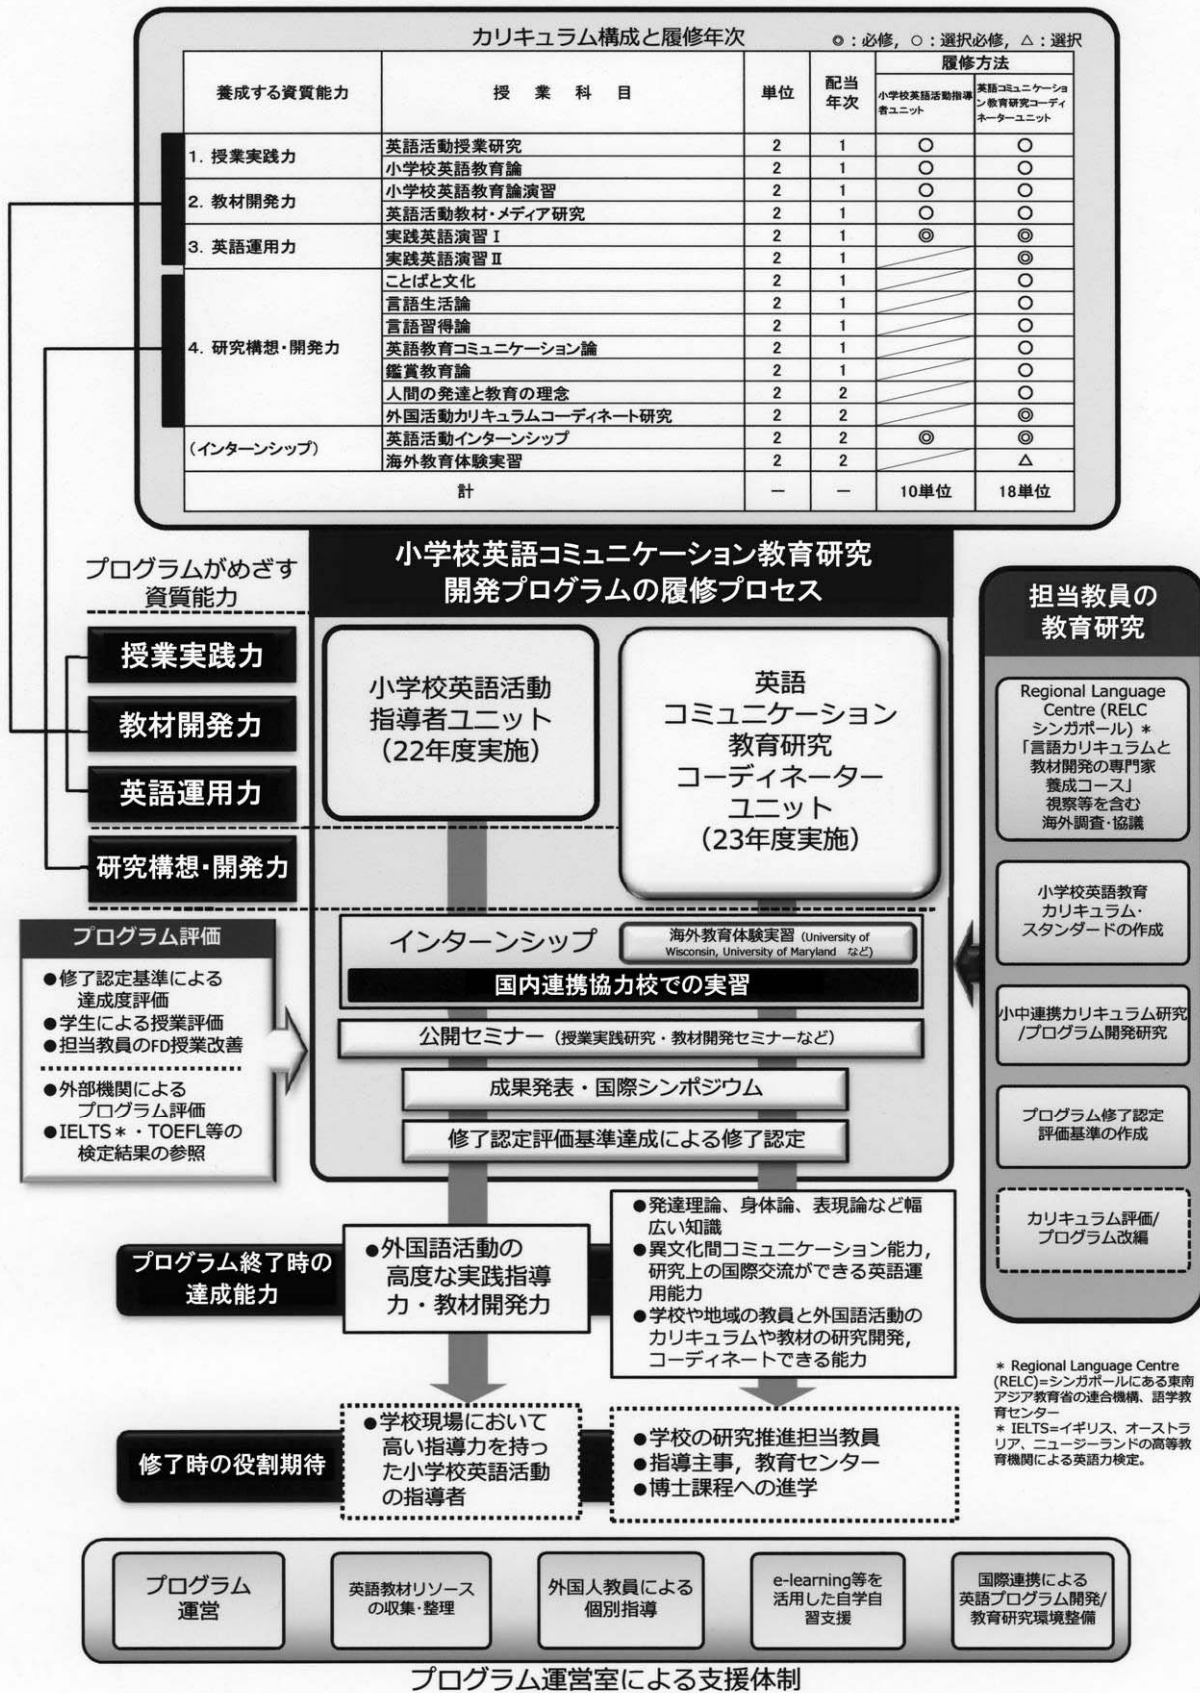 カリキュラム構成と履修年次
◎：必修，○：選択必修，△：選択
養成する資質能力 授業科目 単位 配当年次 履修方法
小学校英語活動指導者ユニット 英語コミュニケーション教育研究コーディネーターユニット
1．授業実践力 英語活動授業研究 2 1 ○ ○
小学校英語教育論 2 1 ○ ○
2．教材開発力 小学校英語教育論演習 2 1 ○ ○
英語活動教材・メディア研究 2 1 ○ ○
3．英語運用力 実践英語演習Ⅰ 2 1 ◎ ◎
実践英語演習Ⅱ 2 1 ◎
4．研究構想・開発力 ことばと文化 2 1 ○
言語生活論 2 1 ○
言語習得論 2 1 ○
英語教育コミュニケーション論 2 1 ○
鑑賞教育論 2 1 ○
人間の発達と教育の理念 2 2 ○
外国活動カリキュラムコーディネート研究 2 2 ◎
(インターンシップ) 英語活動インターンシップ 2 2 ◎ ◎
海外教育体験実習 2 2 △
計 － － 10単位 18単位
小学校英語コミュニケーション教育研究
開発プログラムの履修プロセス
プログラムがめざす
資質能力
授業実践力
教材開発力
英語運用力
研究構想・開発力
小学校英語活動
指導者ユニット
（22年度実施）
英語
コミュニケーション
教育研究
コーディネーター
ユニット
（23年度実施）
インターンシップ
海外教育体験実習（University of
Wisconsin, University of Maryland など）
国内連携協力校での実習
公開セミナー（授業実践研究・教材開発セミナーなど）
成果発表・国際シンポジウム
修了認定評価基準達成による修了認定
プログラム評価
●修了認定基準による
達成度評価
●学生による授業評価
●担当教員のFD授業改善
●外部機関による
プログラム評価
●IELTS＊・TOEFL等の
検定結果の参照
担当教員の
教育研究
Regional Language
Centre (RELC
シンガポール) ＊
「言語カリキュラムと
教材開発の専門家
養成コース」
視察等を含む
海外調査・協議
小学校英語教育
カリキュラム・
スタンダードの作成
小中連携カリキュラム研究
/プログラム開発研究
プログラム修了認定
評価基準の作成
カリキュラム評価/
プログラム改編
プログラム終了時の
達成能力
●外国語活動の
高度な実践指導
力・教材開発力
●発達理論、身体論、表現論など幅
広い知識
●異文化間コミュニケーション能力，
研究上の国際交流ができる英語運
用能力
●学校や地域の教員と外国語活動の
カリキュラムや教材の研究開発，
コーディネートできる能力
修了時の役割期待
●学校現場において
高い指導力を持っ
た小学校英語活動
の指導者
●学校の研究推進担当教員
●指導主事，教育センター
●博士課程への進学
＊ Regional Language Centre
(RELC)=シンガポールにある東南
アジア教育省の連合機構、語学教
育センター
＊ IELTS=イギリス、オーストラ
リア、ニュージーランドの高等教
育機関による英語力検定。
プログラム
運営
英語教材リソース
の収集・整理
外国人教員による
個別指導
e-learning等を
活用した自学自
習支援
国際連携による
英語プログラム開発/
教育研究環境整備
プログラム運営室による支援体制